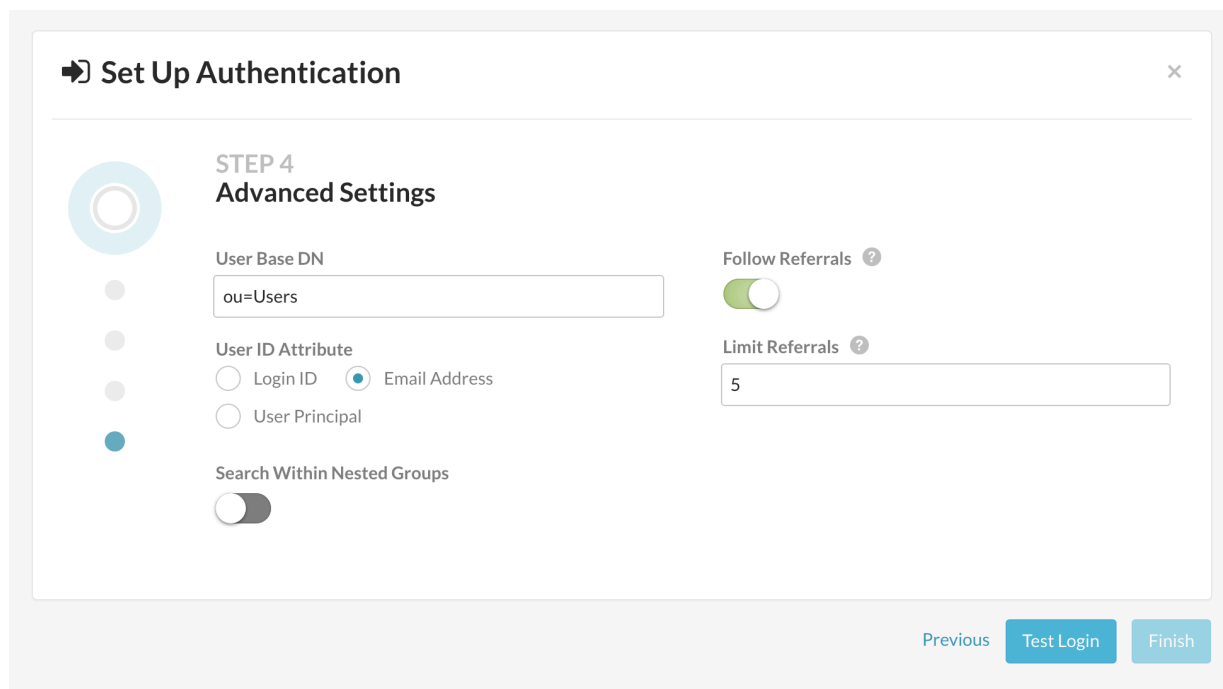 Set Up Authentication
×
STEP 4
Advanced Settings
User Base DN
ou=Users
User ID Attribute
Login ID
Email Address
User Principal
Search Within Nested Groups
Follow Referrals ?
Limit Referrals ?
5
Previous
Test Login
Finish